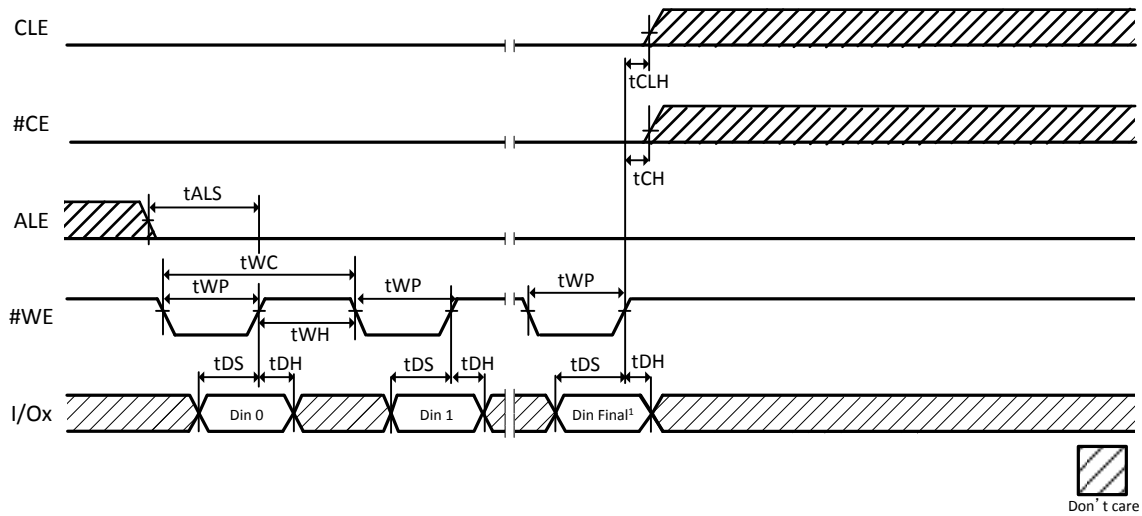 CLE
tCLH
#CE
tCH
ALE
tALS
#WE
tWC
tWP
tWH
tWP
tWP
I/Ox
tDS
tDH
tDS
tDH
tDS
tDH
Din 0
Din 1
Din Final¹
Don't care